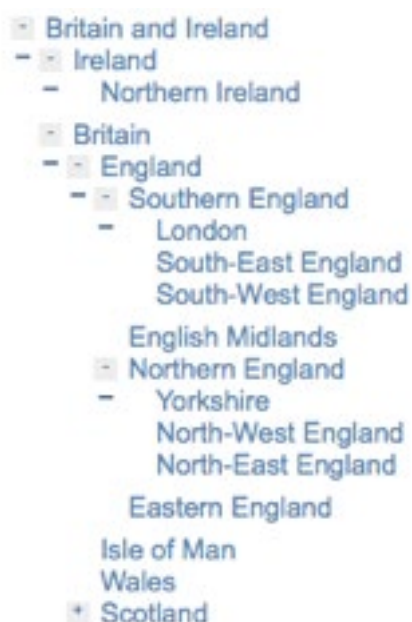 - Britain and Ireland
- - Ireland
- Northern Ireland
- Britain
- - England
- - Southern England
- London
South-East England
South-West England
English Midlands
- Northern England
- Yorkshire
North-West England
North-East England
Eastern England
Isle of Man
Wales
+ Scotland